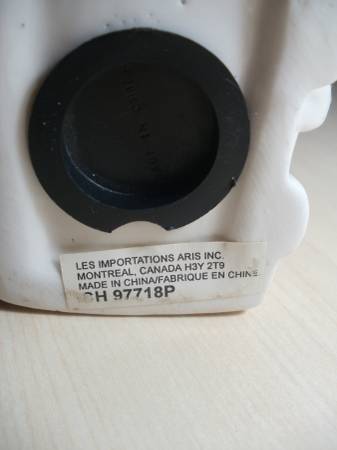 LES IMPORTATIONS ARIS INC.
MONTREAL, CANADA H3Y 2T9
MADE IN CHINA/FABRIQUE EN CHINE
CH 97718P